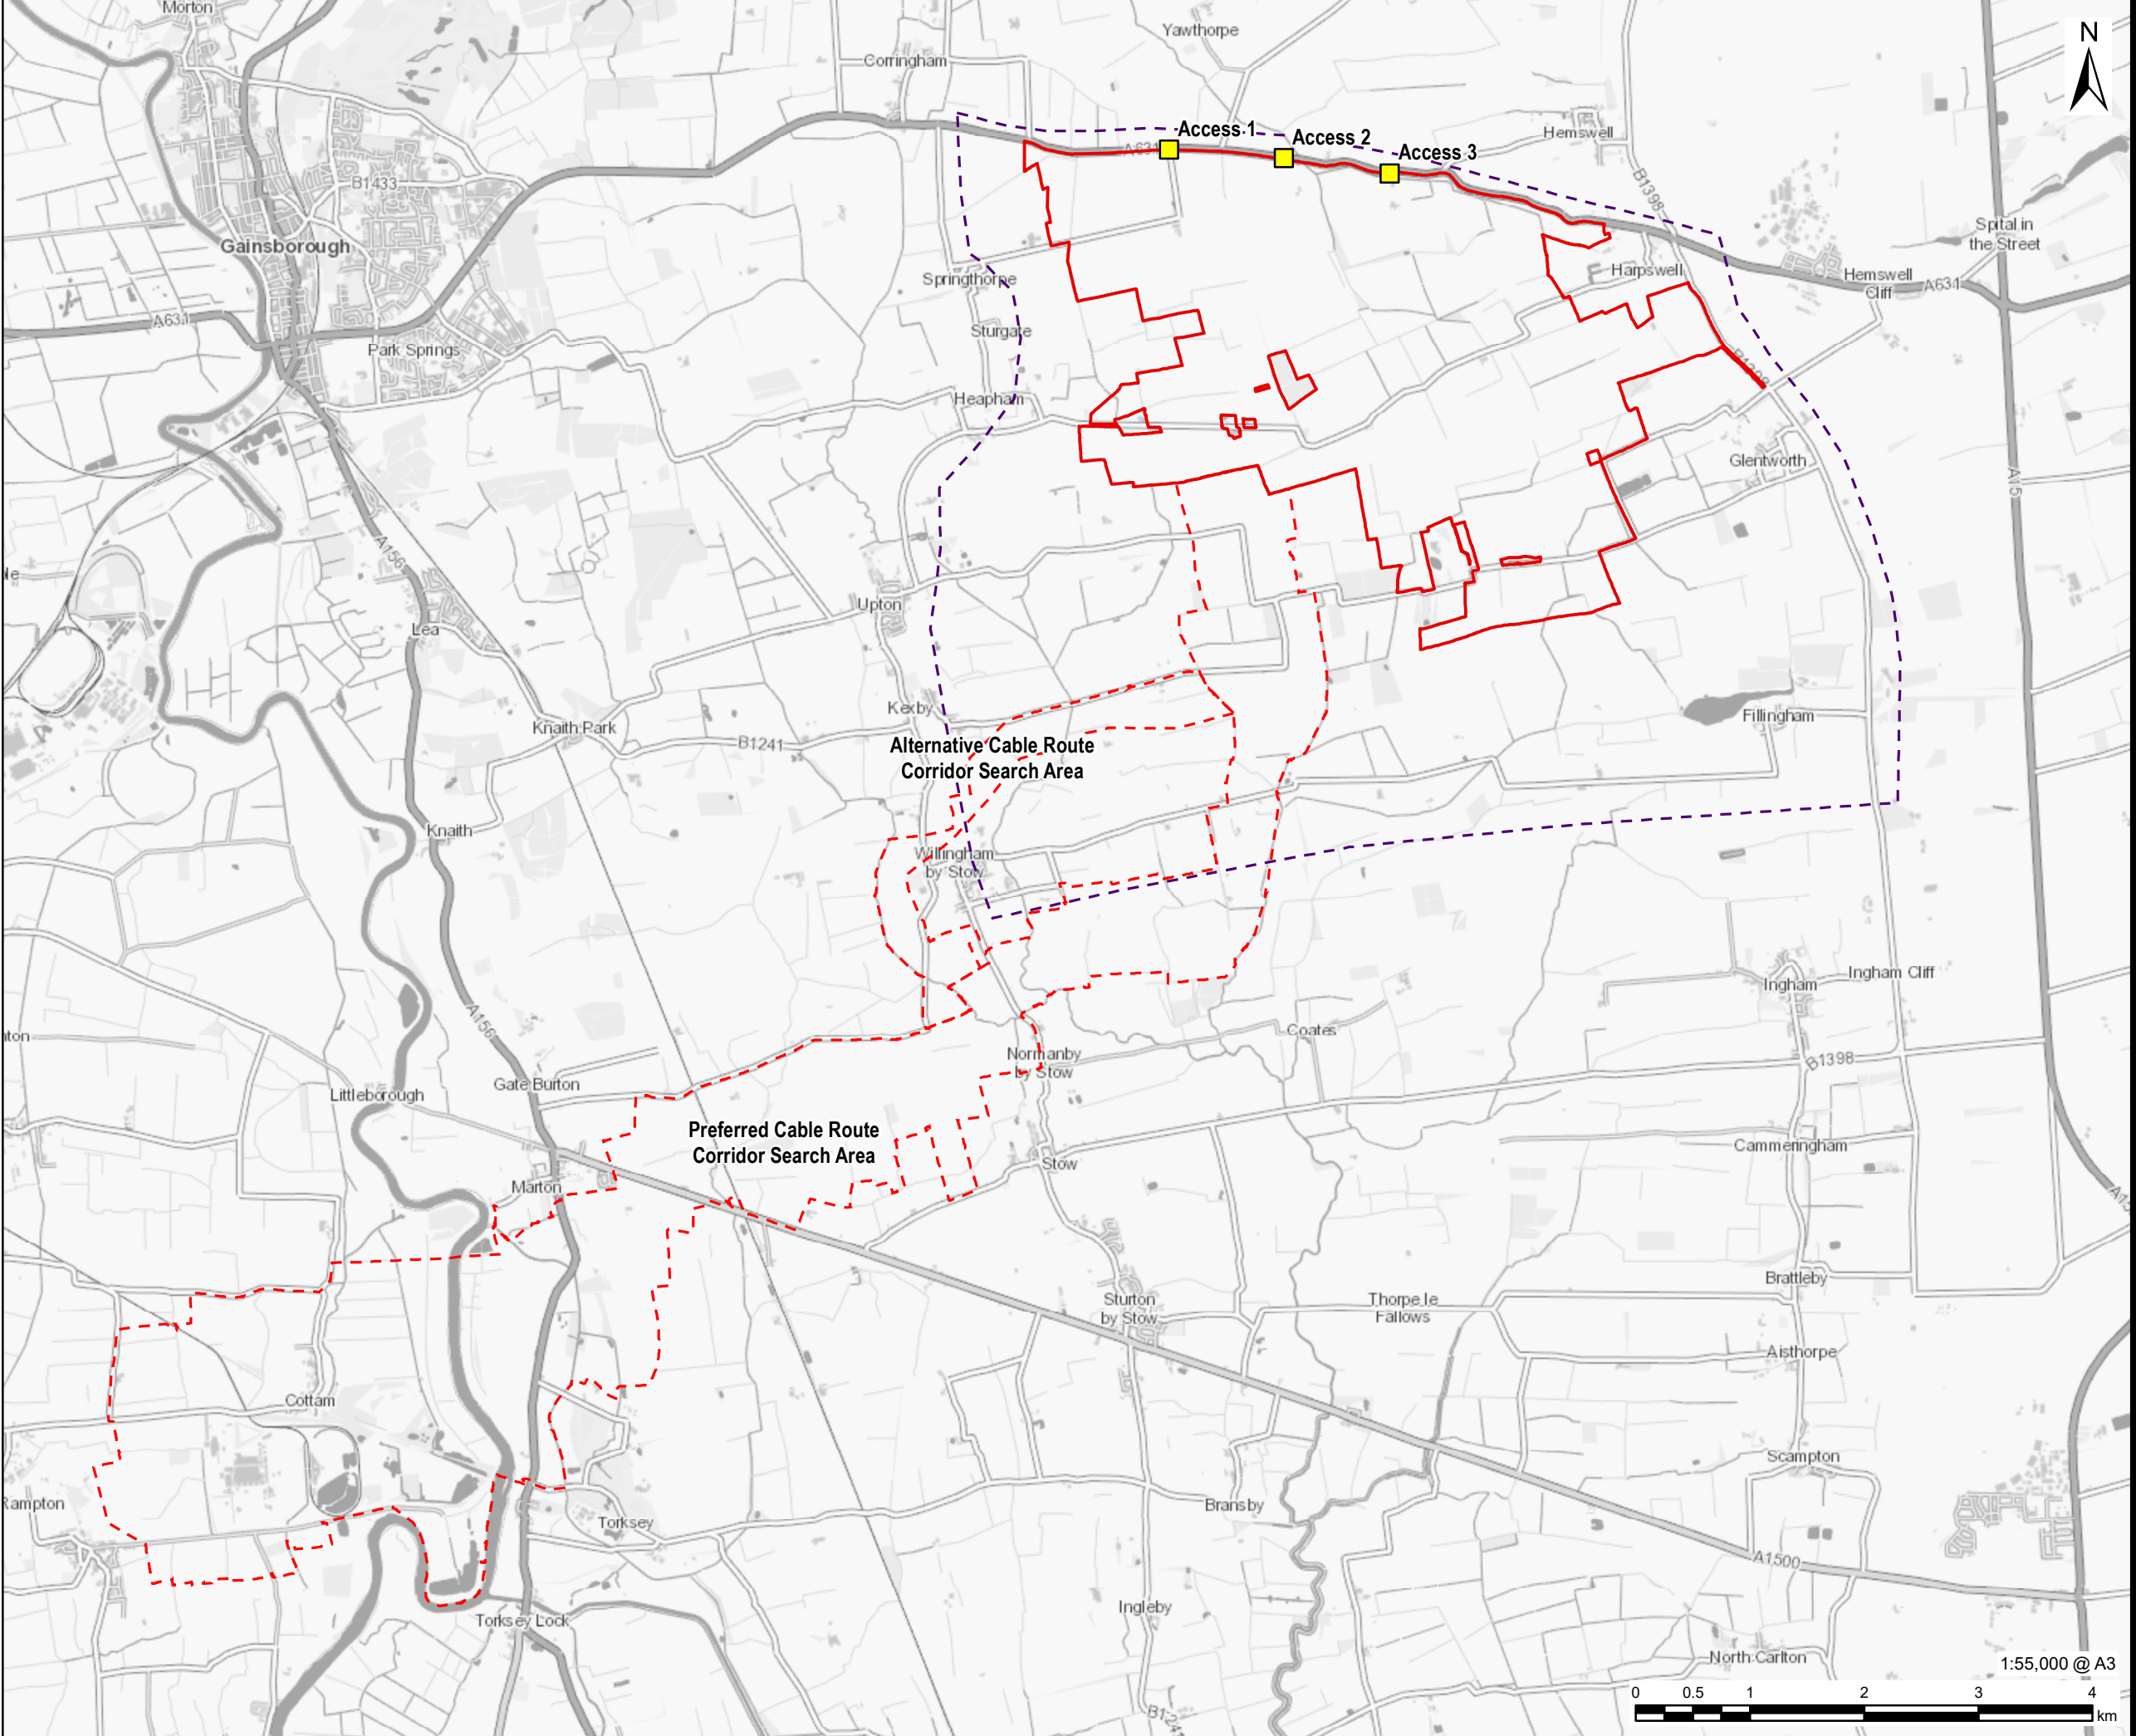 Morton
Yawthorpe
N
Corringham
Access 1
Access 2
Access 3
Hemswell
A631
B1433
B1398
Gainsborough
Spital in
the Street
Springthorpe
Harpswell
Hemswell
Cliff
A631
A631
Sturgate
Park Springs
B1398
Heapham
Glentworth
A15
A156
le
Upton
Lea
Kexby
Fillingham
Knaith Park
B1241
Alternative Cable Route
Corridor Search Area
Knaith
Willingham
by Stow
Ingham Cliff
Ingham
A156
Coates
Normanby
by Stow
B1398
Gate Burton
Littleborough
Preferred Cable Route
Corridor Search Area
Cammeringham
Stow
Marton
Brattleby
Sturton
by Stow
Thorpe le
Fallows
Aisthorpe
Cottam
Scampton
Rampton
Bransby
Torksey
A1500
Ingleby
Torksey Lock
North Carlton
1:55,000 @ A3
0 0.5 1 2 3 4
km